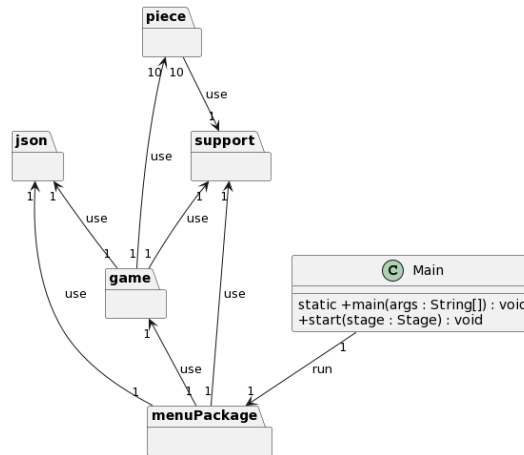 piece
10 10
use
1
json
support
use
1 1
1 1
use
use
1 1
game
C Main
static +main(args : String[]) : void
+start(stage : Stage) : void
use
use
1
1
use
run
1
1 1
1
menuPackage